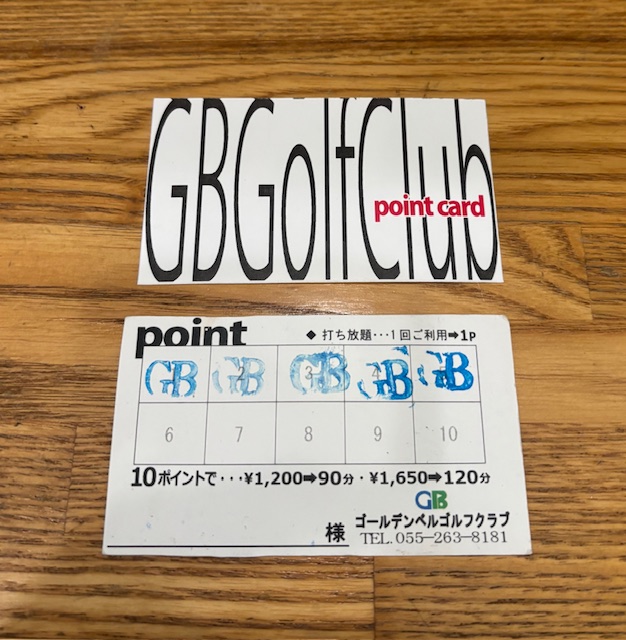 GBGolfClub
point card
point
◆ 打ち放題･･･1回ご利用➡1P
GB GB GB GB GB
2 3 4
6 7 8 9 10
10ポイントで･･･¥1,200➡90分・¥1,650➡120分
GB
ゴールデンベルゴルフクラブ
様
TEL.055-263-8181